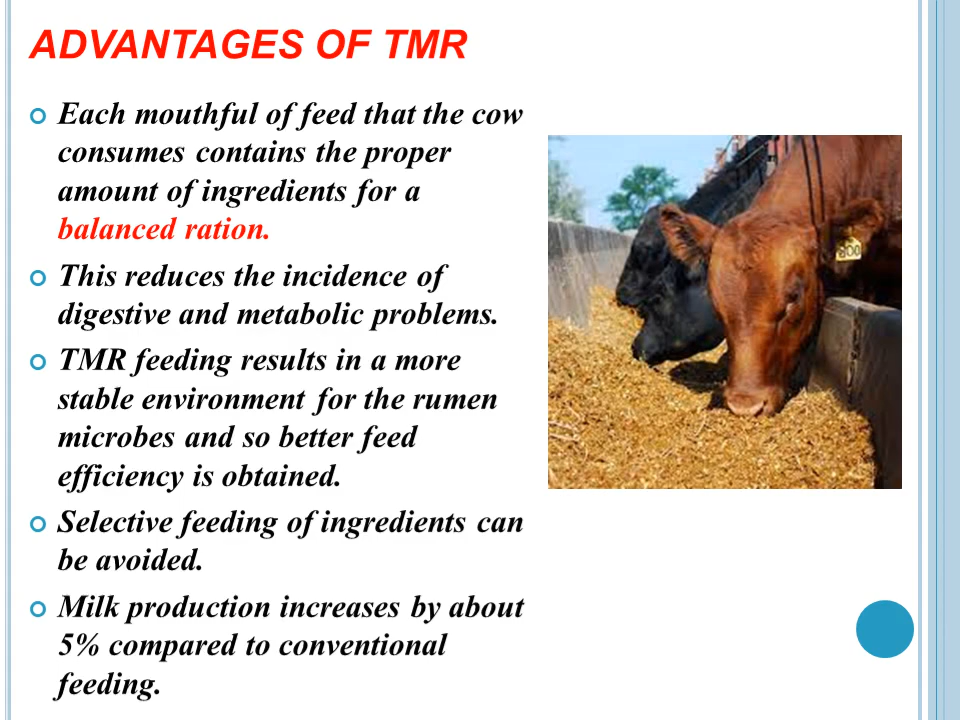 ADVANTAGES OF TMR
Each mouthful of feed that the cow
consumes contains the proper
amount of ingredients for a
balanced ration.
This reduces the incidence of
digestive and metabolic problems.
TMR feeding results in a more
stable environment for the rumen
microbes and so better feed
efficiency is obtained.
Selective feeding of ingredients can
be avoided.
Milk production increases by about
5% compared to conventional
feeding.
300